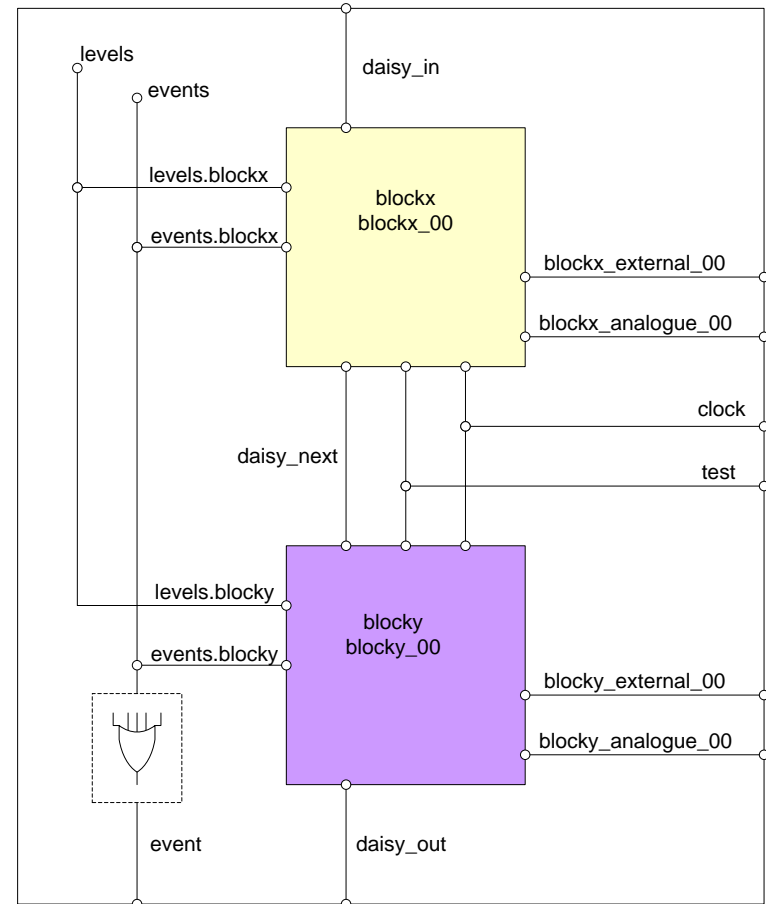 levels
daisy_in
events
levels.blockx
blockx
blockx_00
events.blockx
blockx_external_00
blockx_analogue_00
clock
daisy_next
test
levels.blocky
blocky
blocky_00
events.blocky
blocky_external_00
blocky_analogue_00
event
daisy_out